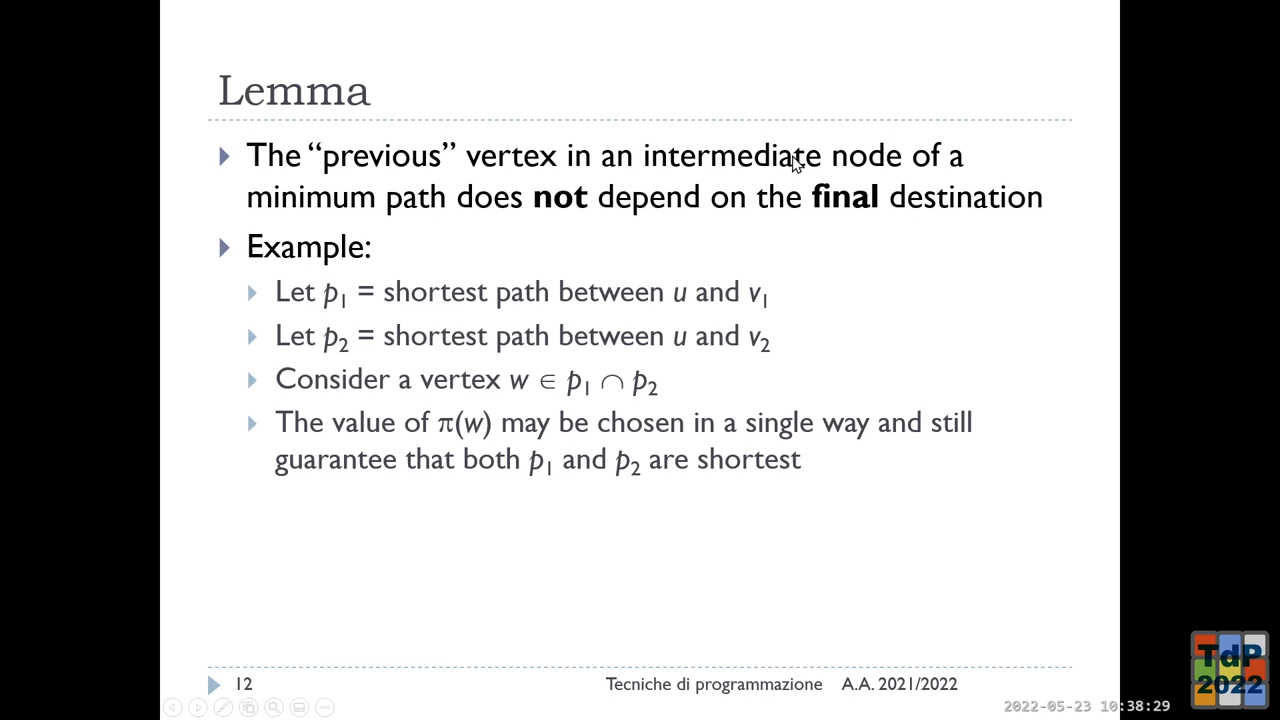 Lemma
The “previous” vertex in an intermediate node of a
minimum path does not depend on the final destination
Example:
Let p1 = shortest path between u and v1
Let p2 = shortest path between u and v2
Consider a vertex w ∈ p1 ∩ p2
The value of π(w) may be chosen in a single way and still
guarantee that both p1 and p2 are shortest
12
Tecniche di programmazione A.A. 2021/2022
2022-05-23 10:38:29
TdP
2022